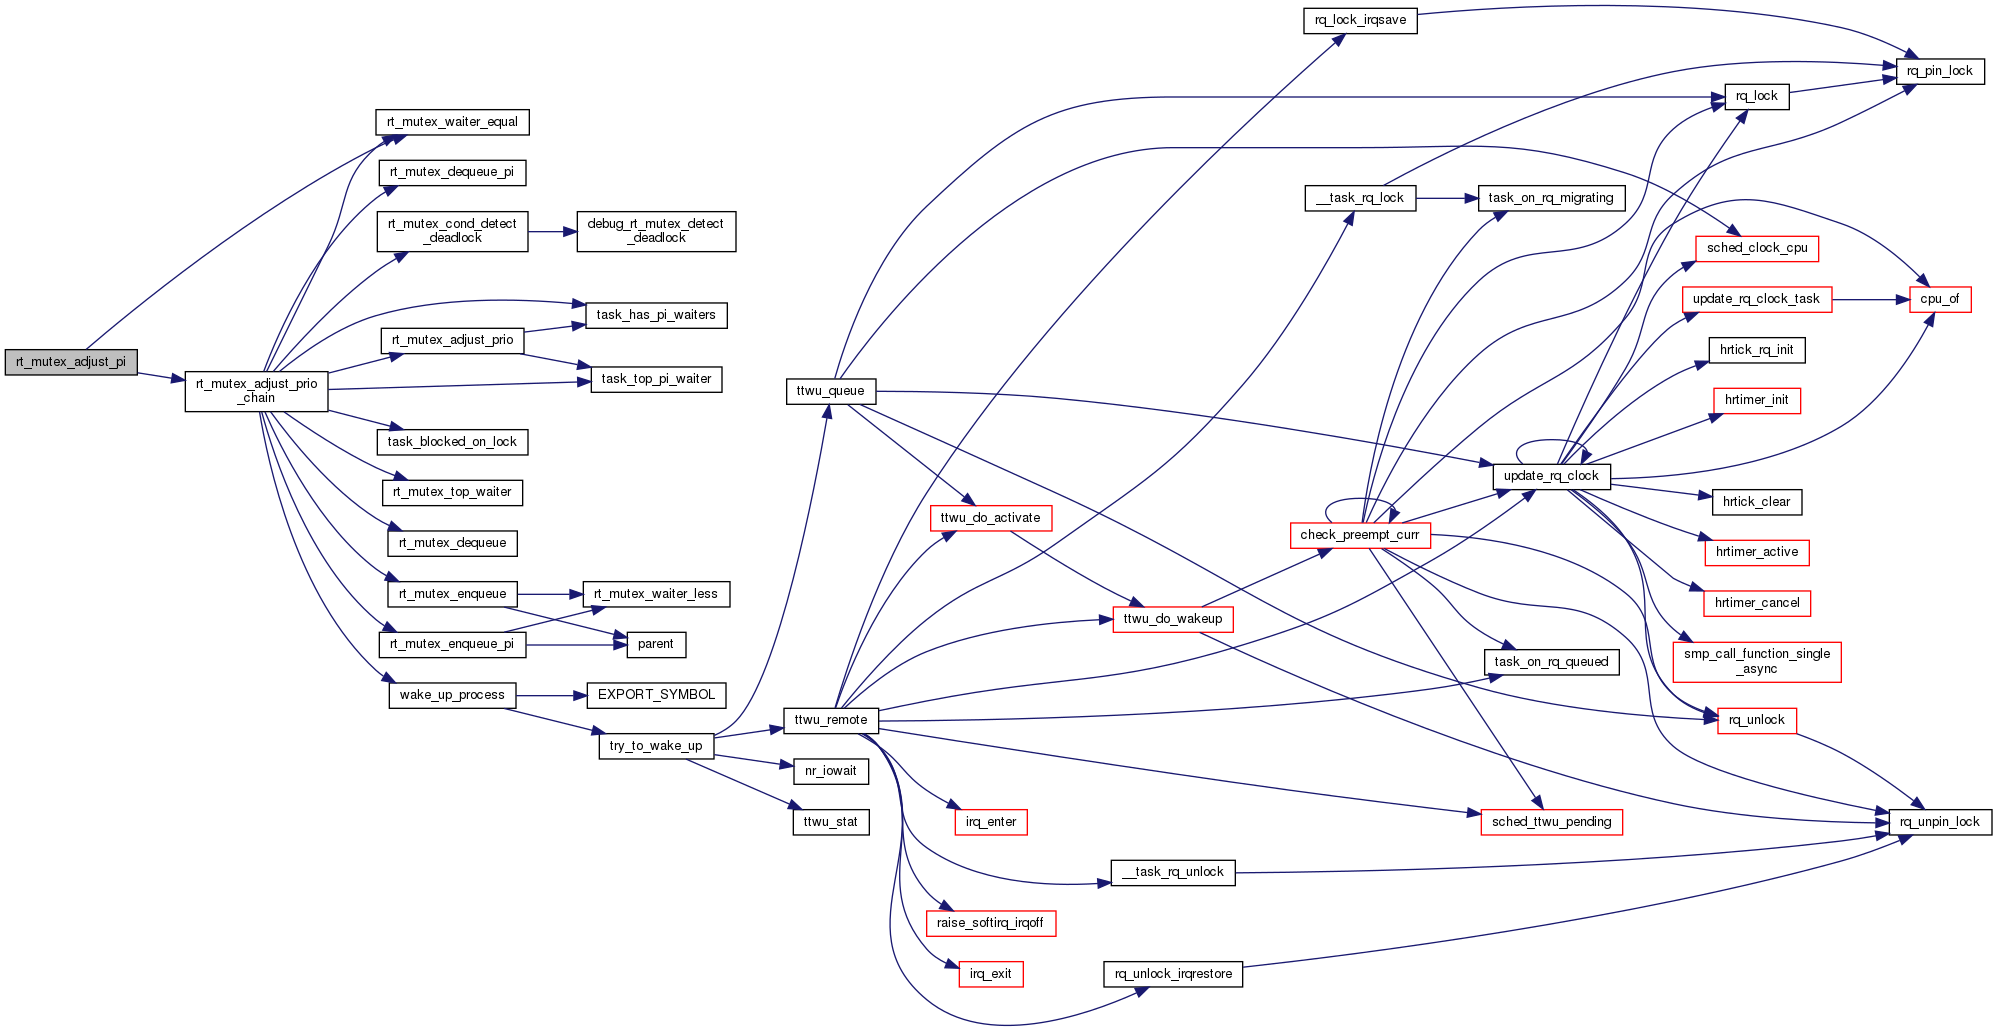 rt_mutex_adjust_pi
rt_mutex_adjust_prio
_chain
rt_mutex_waiter_equal
rt_mutex_dequeue_pi
rt_mutex_cond_detect
_deadlock
rt_mutex_adjust_prio
task_blocked_on_lock
rt_mutex_top_waiter
rt_mutex_dequeue
rt_mutex_enqueue
rt_mutex_enqueue_pi
wake_up_process
debug_rt_mutex_detect
_deadlock
task_has_pi_waiters
task_top_pi_waiter
rt_mutex_waiter_less
parent
EXPORT_SYMBOL
try_to_wake_up
ttwu_queue
ttwu_remote
nr_iowait
ttwu_stat
ttwu_do_activate
irq_enter
raise_softirq_irqoff
irq_exit
ttwu_do_wakeup
__task_rq_unlock
rq_unlock_irqrestore
rq_lock_irqsave
__task_rq_lock
check_preempt_curr
task_on_rq_migrating
update_rq_clock
task_on_rq_queued
sched_ttwu_pending
rq_lock
sched_clock_cpu
update_rq_clock_task
hrtick_rq_init
hrtimer_init
hrtick_clear
hrtimer_active
hrtimer_cancel
smp_call_function_single
_async
rq_unlock
rq_pin_lock
cpu_of
rq_unpin_lock